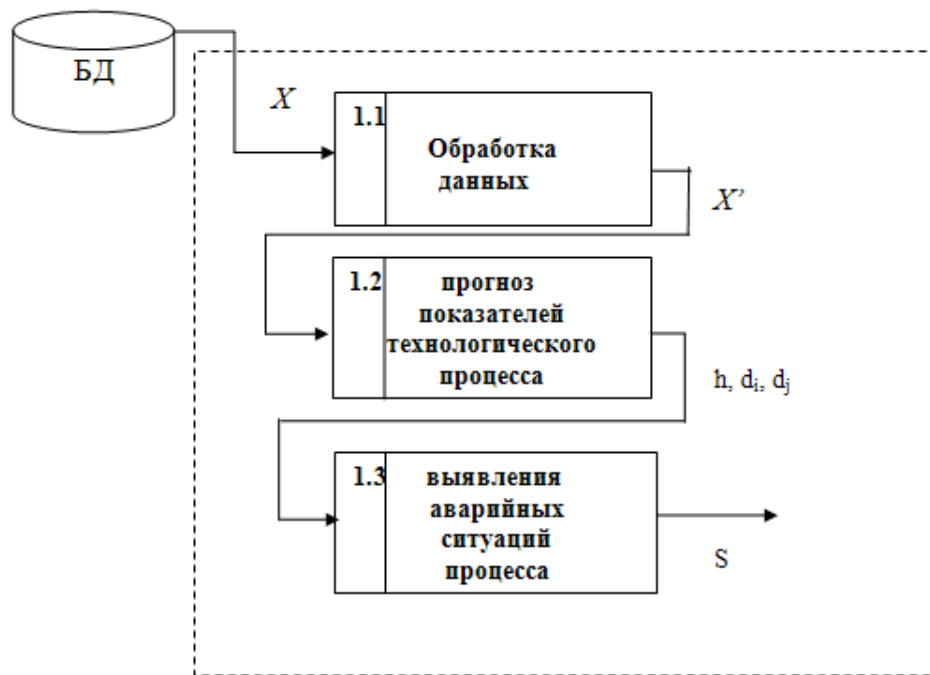 БД
X
1.1
Обработка
данных
X’
1.2
прогноз
показателей
технологического
процесса
h, dᵢ, dⱼ
1.3
выявления
аварийных
ситуаций
процесса
S